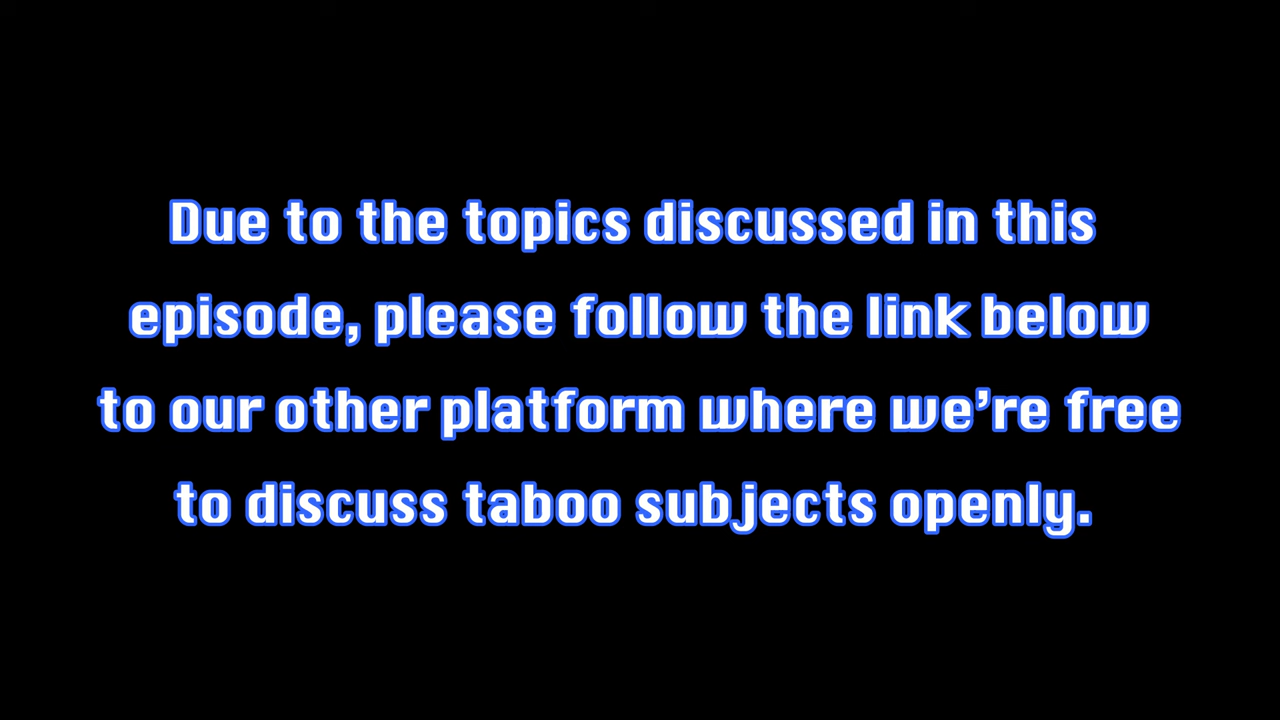 Due to the topics discussed in this
episode, please follow the link below
to our other platform where we’re free
to discuss taboo subjects openly.